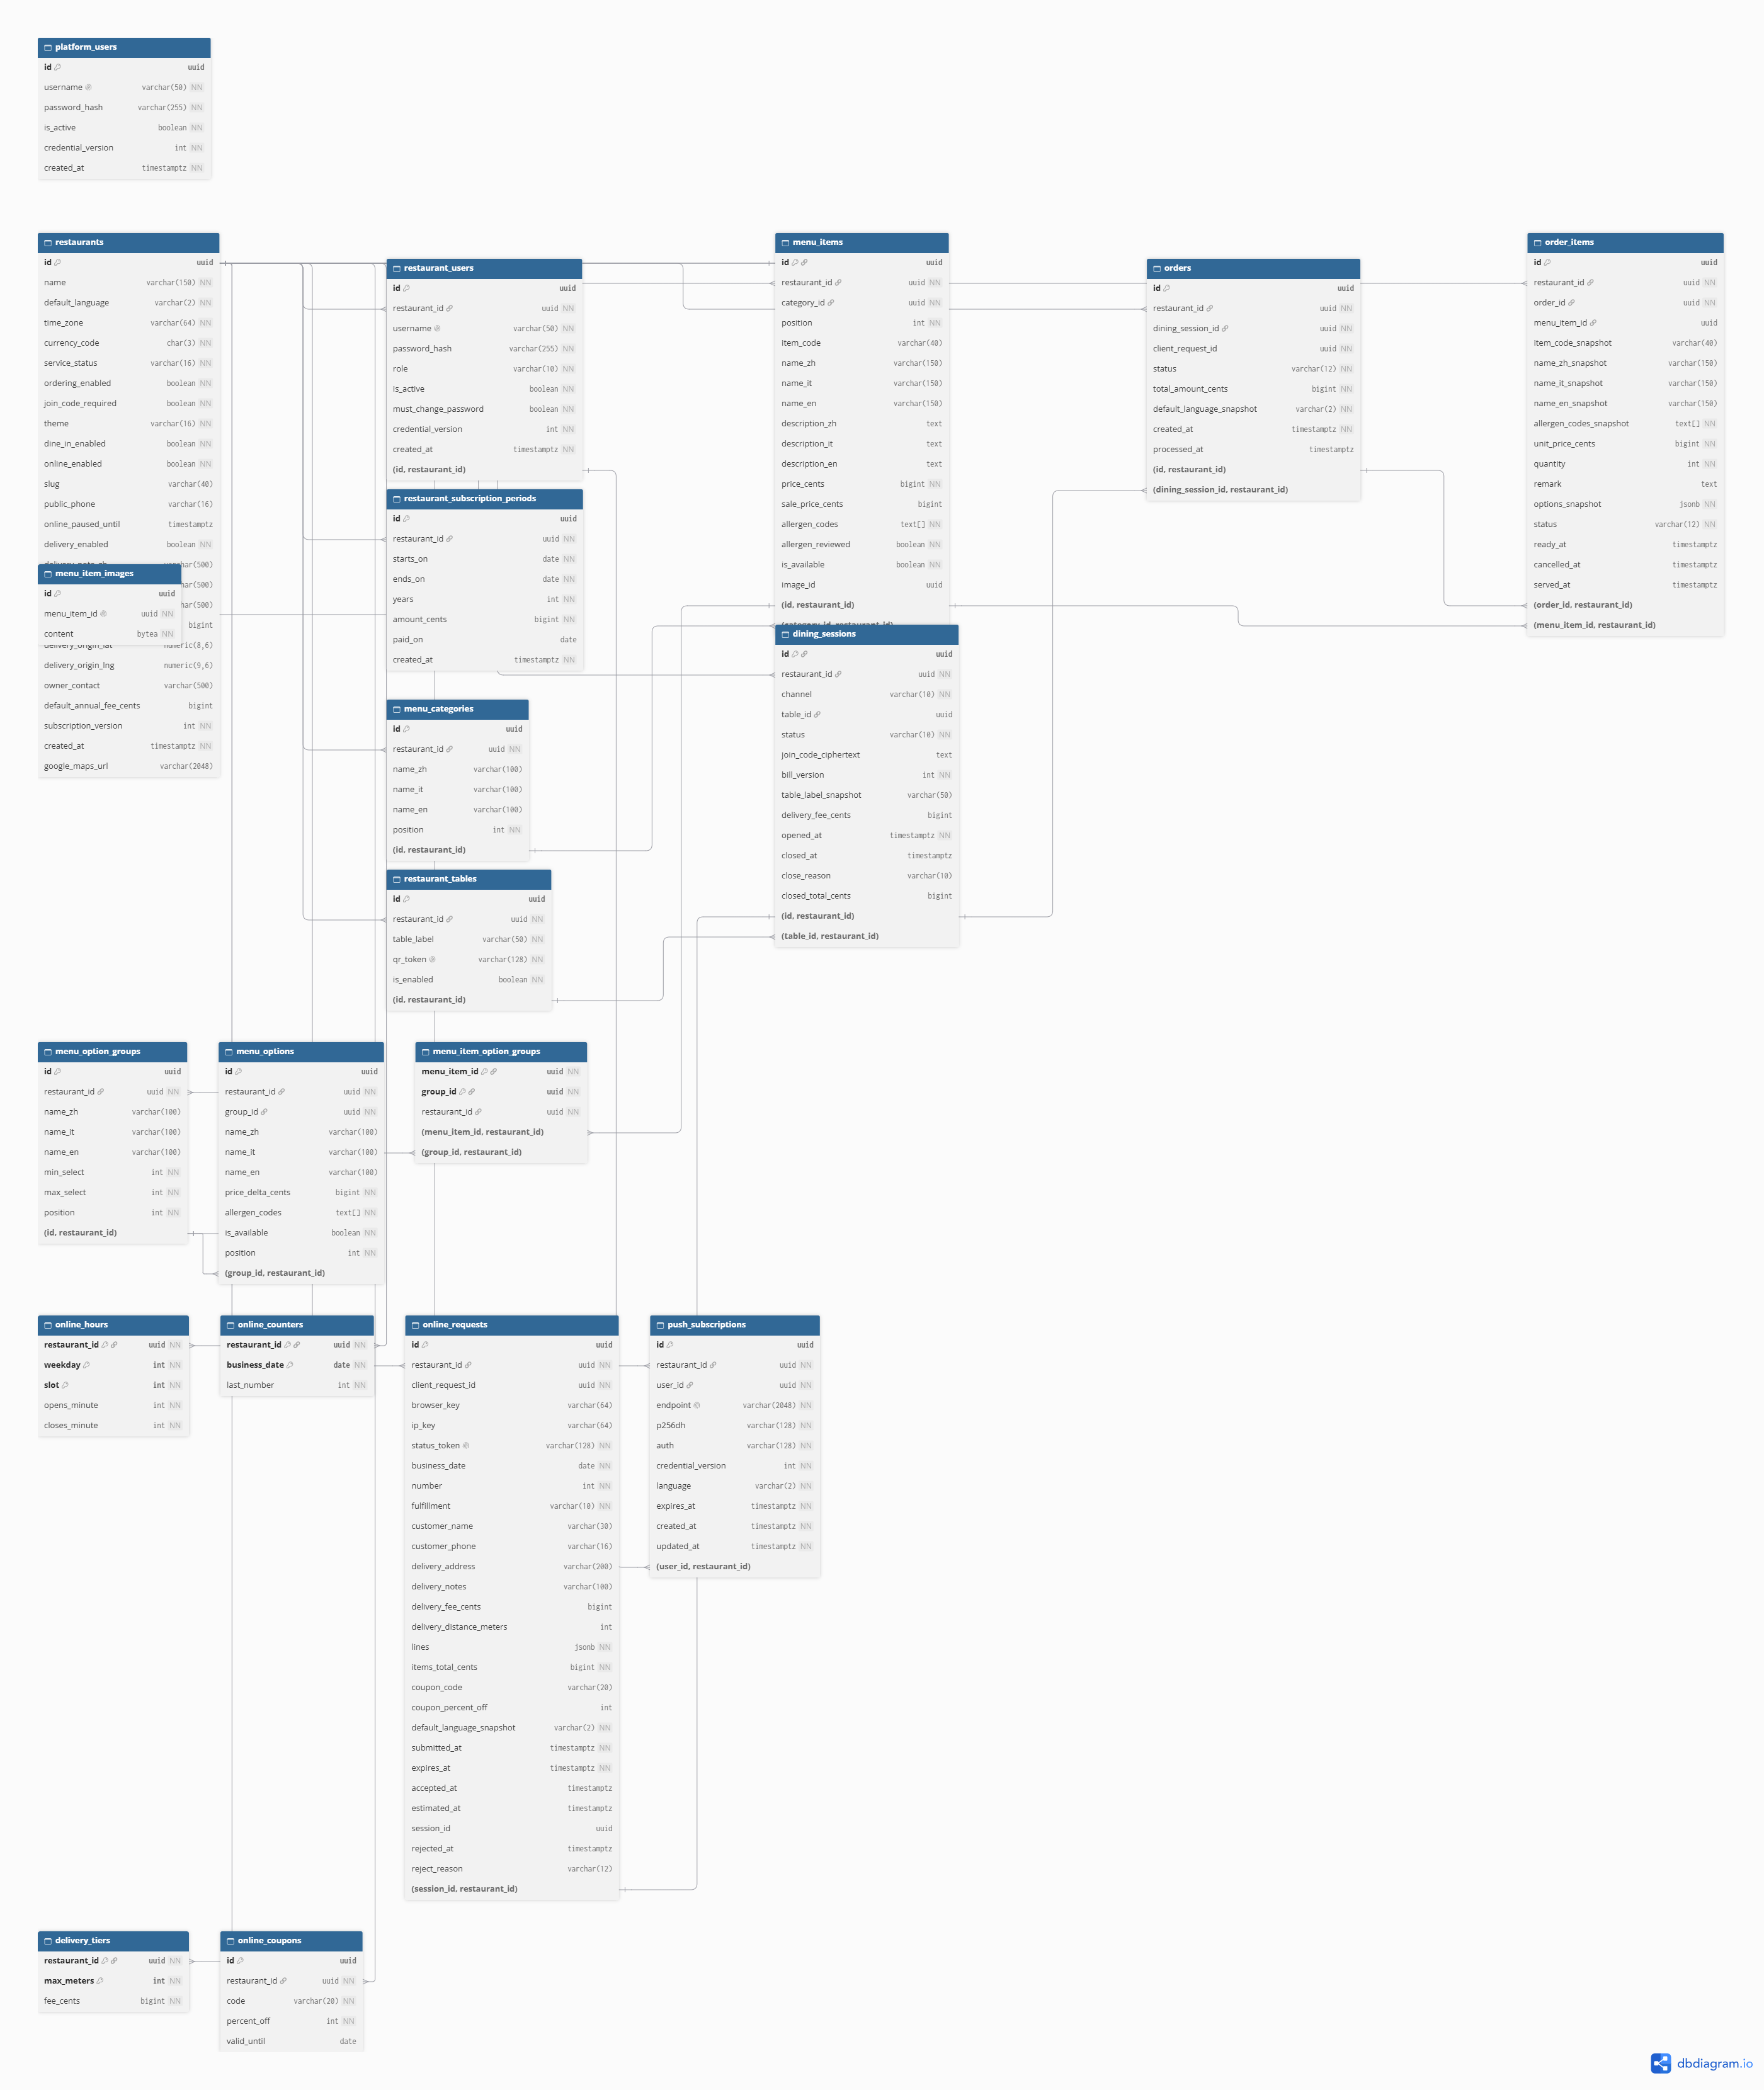 platform_users
id uuid
username varchar(50) NN
password_hash varchar(255) NN
is_active boolean NN
credential_version int NN
created_at timestamptz NN
restaurants
id uuid
name varchar(150) NN
default_language varchar(2) NN
time_zone varchar(64) NN
currency_code char(3) NN
service_status varchar(16) NN
ordering_enabled boolean NN
join_code_required boolean NN
theme varchar(16) NN
dine_in_enabled boolean NN
online_enabled boolean NN
slug varchar(40)
public_phone varchar(16)
online_paused_until timestamptz
delivery_enabled boolean NN
char(500)
char(500)
har(500)
bigint
delivery_origin_lat numeric(8,6)
delivery_origin_lng numeric(9,6)
owner_contact varchar(500)
default_annual_fee_cents bigint
subscription_version int NN
created_at timestamptz NN
google_maps_url varchar(2048)
menu_item_images
id uuid
menu_item_id uuid NN
content bytea NN
restaurant_users
id uuid
restaurant_id uuid NN
username varchar(50) NN
password_hash varchar(255) NN
role varchar(10) NN
is_active boolean NN
must_change_password boolean NN
credential_version int NN
created_at timestamptz NN
(id, restaurant_id)
restaurant_subscription_periods
id uuid
restaurant_id uuid NN
starts_on date NN
ends_on date NN
years int NN
amount_cents bigint NN
paid_on date
created_at timestamptz NN
menu_categories
id uuid
restaurant_id uuid NN
name_zh varchar(100)
name_it varchar(100)
name_en varchar(100)
position int NN
(id, restaurant_id)
restaurant_tables
id uuid
restaurant_id uuid NN
table_label varchar(50) NN
qr_token varchar(128) NN
is_enabled boolean NN
(id, restaurant_id)
menu_items
id uuid
restaurant_id uuid NN
category_id uuid NN
position int NN
item_code varchar(40)
name_zh varchar(150)
name_it varchar(150)
name_en varchar(150)
description_zh text
description_it text
description_en text
price_cents bigint NN
sale_price_cents bigint
allergen_codes text[] NN
allergen_reviewed boolean NN
is_available boolean NN
image_id uuid
(id, restaurant_id)
(category_id, restaurant_id)
dining_sessions
id uuid
restaurant_id uuid NN
channel varchar(10) NN
table_id uuid
status varchar(10) NN
join_code_ciphertext text
bill_version int NN
table_label_snapshot varchar(50)
delivery_fee_cents bigint
opened_at timestamptz NN
closed_at timestamptz
close_reason varchar(10)
closed_total_cents bigint
(id, restaurant_id)
(table_id, restaurant_id)
orders
id uuid
restaurant_id uuid NN
dining_session_id uuid NN
client_request_id uuid NN
status varchar(12) NN
total_amount_cents bigint NN
default_language_snapshot varchar(2) NN
created_at timestamptz NN
processed_at timestamptz
(id, restaurant_id)
(dining_session_id, restaurant_id)
order_items
id uuid
restaurant_id uuid NN
order_id uuid NN
menu_item_id uuid
item_code_snapshot varchar(40)
name_zh_snapshot varchar(150)
name_it_snapshot varchar(150)
name_en_snapshot varchar(150)
allergen_codes_snapshot text[] NN
unit_price_cents bigint NN
quantity int NN
remark text
options_snapshot jsonb NN
status varchar(12) NN
ready_at timestamptz
cancelled_at timestamptz
served_at timestamptz
(order_id, restaurant_id)
(menu_item_id, restaurant_id)
menu_option_groups
id uuid
restaurant_id uuid NN
name_zh varchar(100)
name_it varchar(100)
name_en varchar(100)
min_select int NN
max_select int NN
position int NN
(id, restaurant_id)
menu_options
id uuid
restaurant_id uuid NN
group_id uuid NN
name_zh varchar(100)
name_it varchar(100)
name_en varchar(100)
price_delta_cents bigint NN
allergen_codes text[] NN
is_available boolean NN
position int NN
(group_id, restaurant_id)
menu_item_option_groups
menu_item_id uuid NN
group_id uuid NN
restaurant_id uuid NN
(menu_item_id, restaurant_id)
(group_id, restaurant_id)
online_hours
restaurant_id uuid NN
weekday int NN
slot int NN
opens_minute int NN
closes_minute int NN
online_counters
restaurant_id uuid NN
business_date date NN
last_number int NN
online_requests
id uuid
restaurant_id uuid NN
client_request_id uuid NN
browser_key varchar(64)
ip_key varchar(64)
status_token varchar(128) NN
business_date date NN
number int NN
fulfillment varchar(10) NN
customer_name varchar(30)
customer_phone varchar(16)
delivery_address varchar(200)
delivery_notes varchar(100)
delivery_fee_cents bigint
delivery_distance_meters int
lines jsonb NN
items_total_cents bigint NN
coupon_code varchar(20)
coupon_percent_off int
default_language_snapshot varchar(2) NN
submitted_at timestamptz NN
expires_at timestamptz NN
accepted_at timestamptz
estimated_at timestamptz
session_id uuid
rejected_at timestamptz
reject_reason varchar(12)
(session_id, restaurant_id)
push_subscriptions
id uuid
restaurant_id uuid NN
user_id uuid NN
endpoint varchar(2048) NN
p256dh varchar(128) NN
auth varchar(128) NN
credential_version int NN
language varchar(2) NN
expires_at timestamptz NN
created_at timestamptz NN
updated_at timestamptz NN
(user_id, restaurant_id)
delivery_tiers
restaurant_id uuid NN
max_meters int NN
fee_cents bigint NN
online_coupons
id uuid
restaurant_id uuid NN
code varchar(20) NN
percent_off int NN
valid_until date
dbdiagram.io